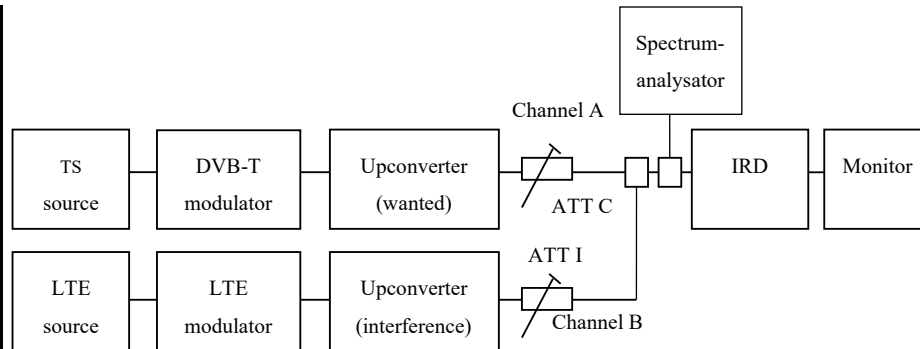 Spectrum-
analysator
Channel A
TS
source
DVB-T
modulator
Upconverter
(wanted)
ATT C
IRD
Monitor
LTE
source
LTE
modulator
Upconverter
(interference)
ATT I
Channel B